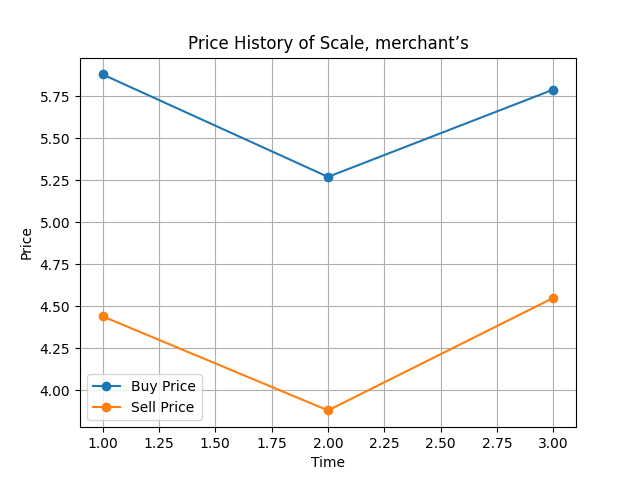 Price History of Scale, merchant’s
Price
5.75
5.50
5.25
5.00
4.75
4.50
4.25
4.00
Buy Price
Sell Price
1.00 1.25 1.50 1.75 2.00 2.25 2.50 2.75 3.00
Time